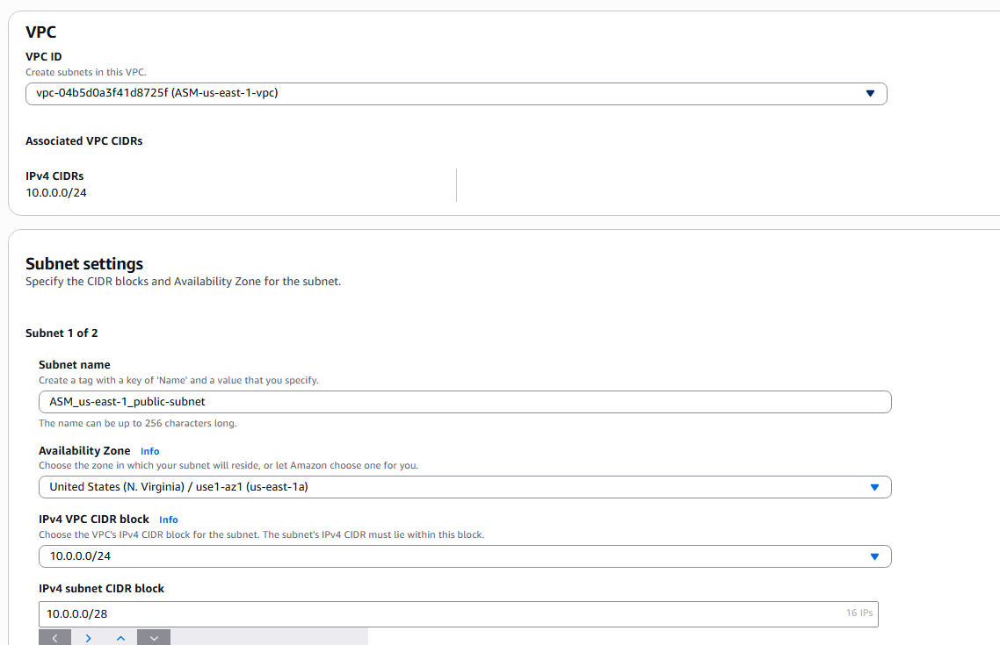 VPC
VPC ID
Create subnets in this VPC.
vpc-04b5d0a3f41d8725f (ASM-us-east-1-vpc)
Associated VPC CIDRs
IPv4 CIDRs
10.0.0.0/24
Subnet settings
Specify the CIDR blocks and Availability Zone for the subnet.
Subnet 1 of 2
Subnet name
Create a tag with a key of 'Name' and a value that you specify.
ASM_us-east-1_public-subnet
The name can be up to 256 characters long.
Availability Zone Info
Choose the zone in which your subnet will reside, or let Amazon choose one for you.
United States (N. Virginia) / use1-az1 (us-east-1a)
IPv4 VPC CIDR block Info
Choose the VPC's IPv4 CIDR block for the subnet. The subnet's IPv4 CIDR must lie within this block.
10.0.0.0/24
IPv4 subnet CIDR block
10.0.0.0/28 16 IPs